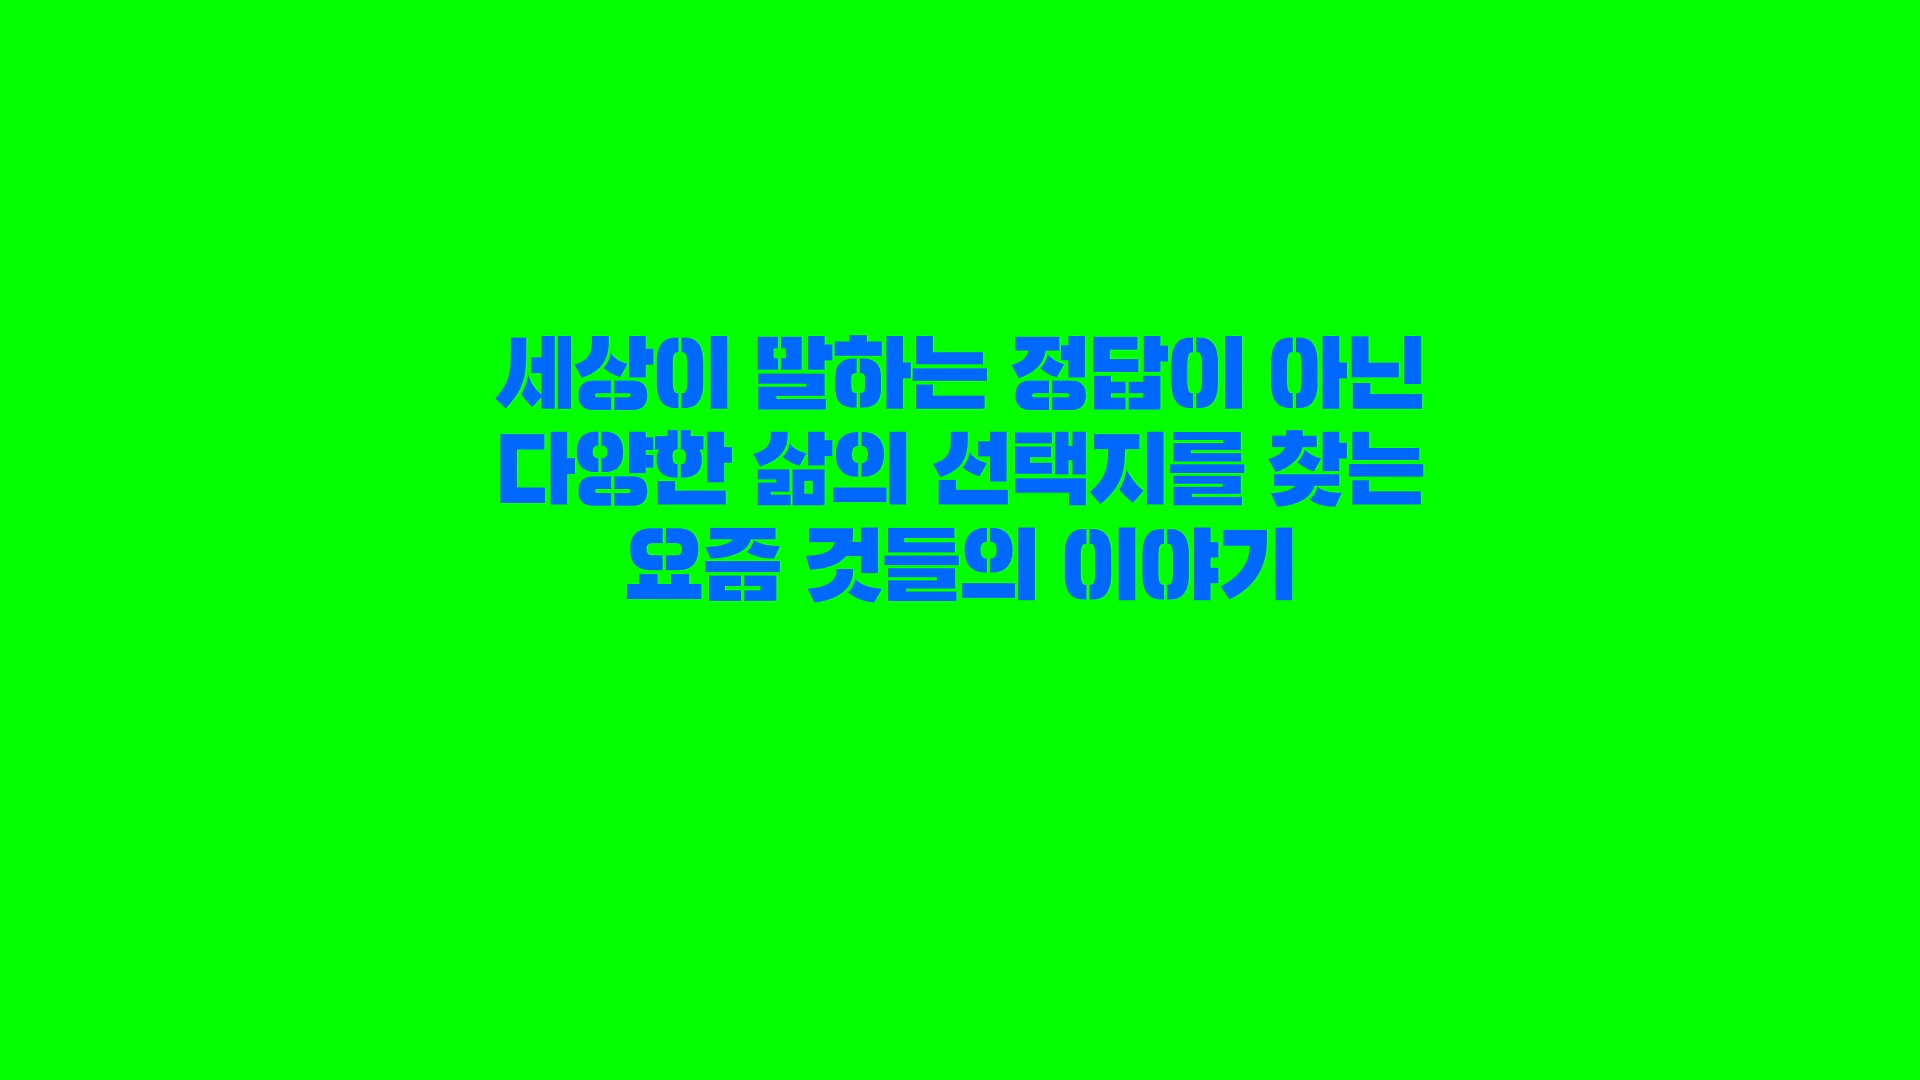 세상이 말하는 정답이 아닌
다양한 삶의 선택지를 찾는
요즘 것들의 이야기